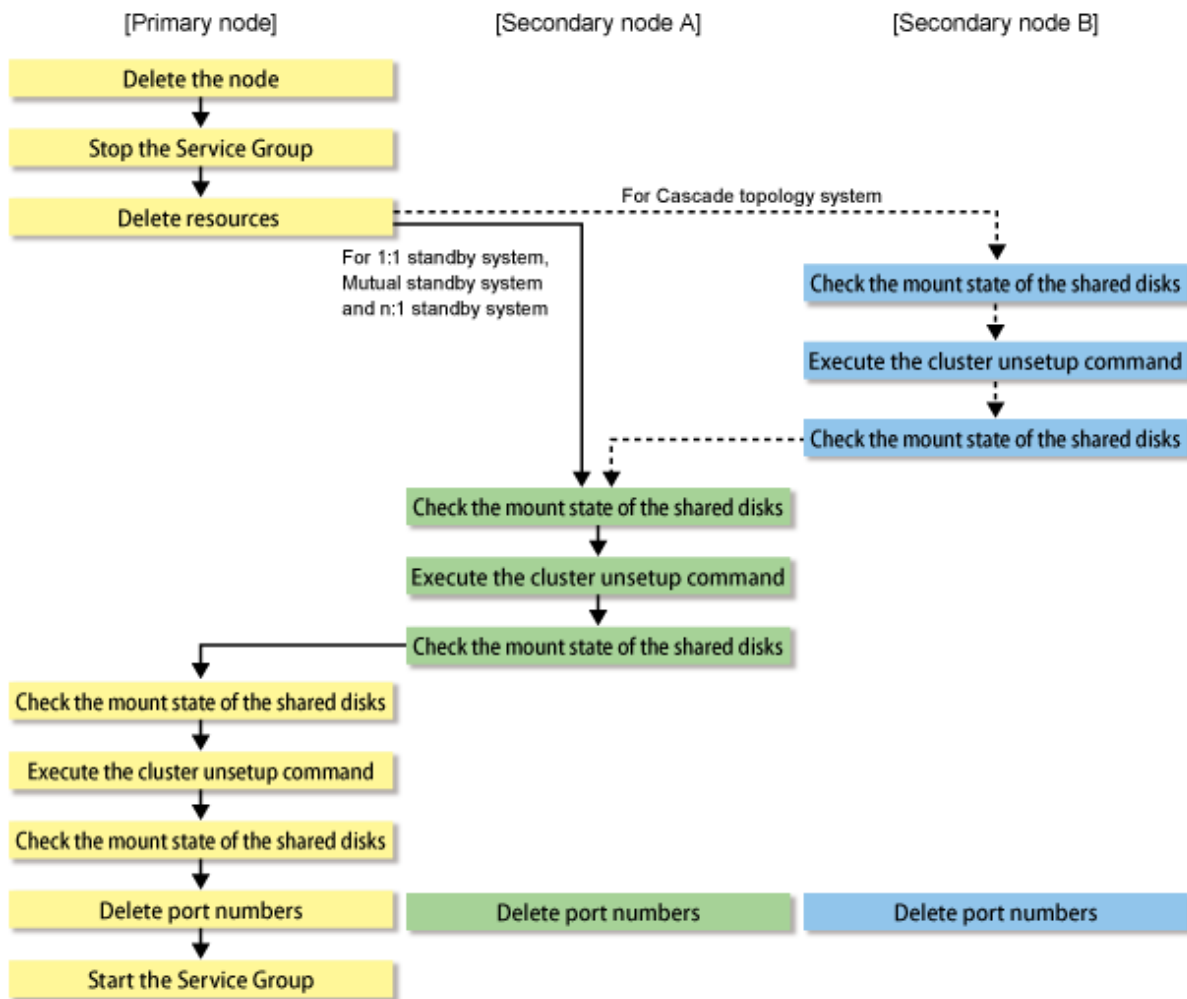 [Primary node]
[Secondary node A]
[Secondary node B]
Delete the node
Stop the Service Group
For Cascade topology system
Delete resources
For 1:1 standby system,
Mutual standby system
and n:1 standby system
Check the mount state of the shared disks
Execute the cluster unsetup command
Check the mount state of the shared disks
Check the mount state of the shared disks
Execute the cluster unsetup command
Check the mount state of the shared disks
Check the mount state of the shared disks
Execute the cluster unsetup command
Check the mount state of the shared disks
Delete port numbers
Delete port numbers
Delete port numbers
Start the Service Group